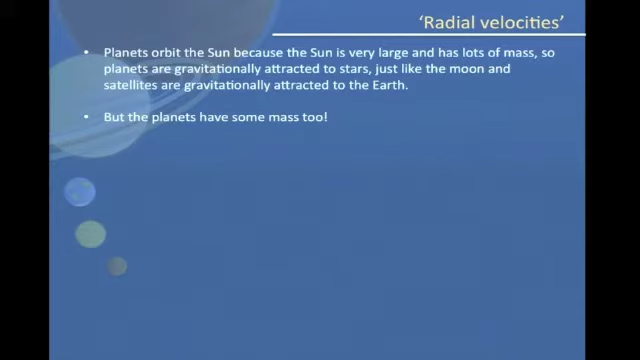 ‘Radial velocities’
• Planets orbit the Sun because the Sun is very large and has lots of mass, so
planets are gravitationally attracted to stars, just like the moon and
satellites are gravitationally attracted to the Earth.
• But the planets have some mass too!